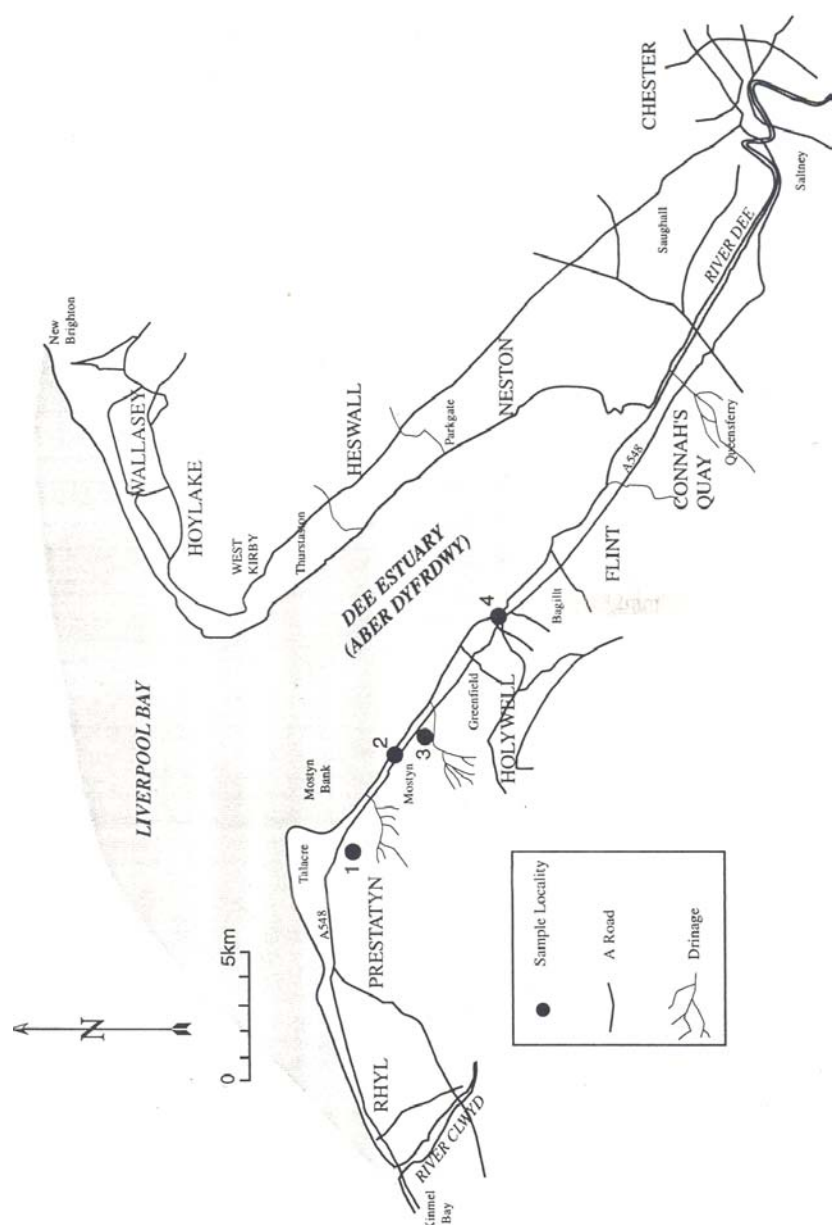 N
0
5km
LIVERPOOL BAY
New
Brighton
WALLASEY
HOYLAKE
WEST
KIRBY
Thurstaston
HESWALL
Parkgate
NESTON
Saughall
CHESTER
Saltney
RIVER DEE
DEE ESTUARY
(ABER DYFRDWY)
Mostyn
Bank
Talacre
A548
PRESTATYN
RHYL
RIVER CLWYD
Kinmel
Bay
1
2
3
4
Mostyn
Greenfield
HOLYWELL
Bagillt
FLINT
A548
CONNAH'S
QUAY
Queensferry
Sample Locality
A Road
Drinage